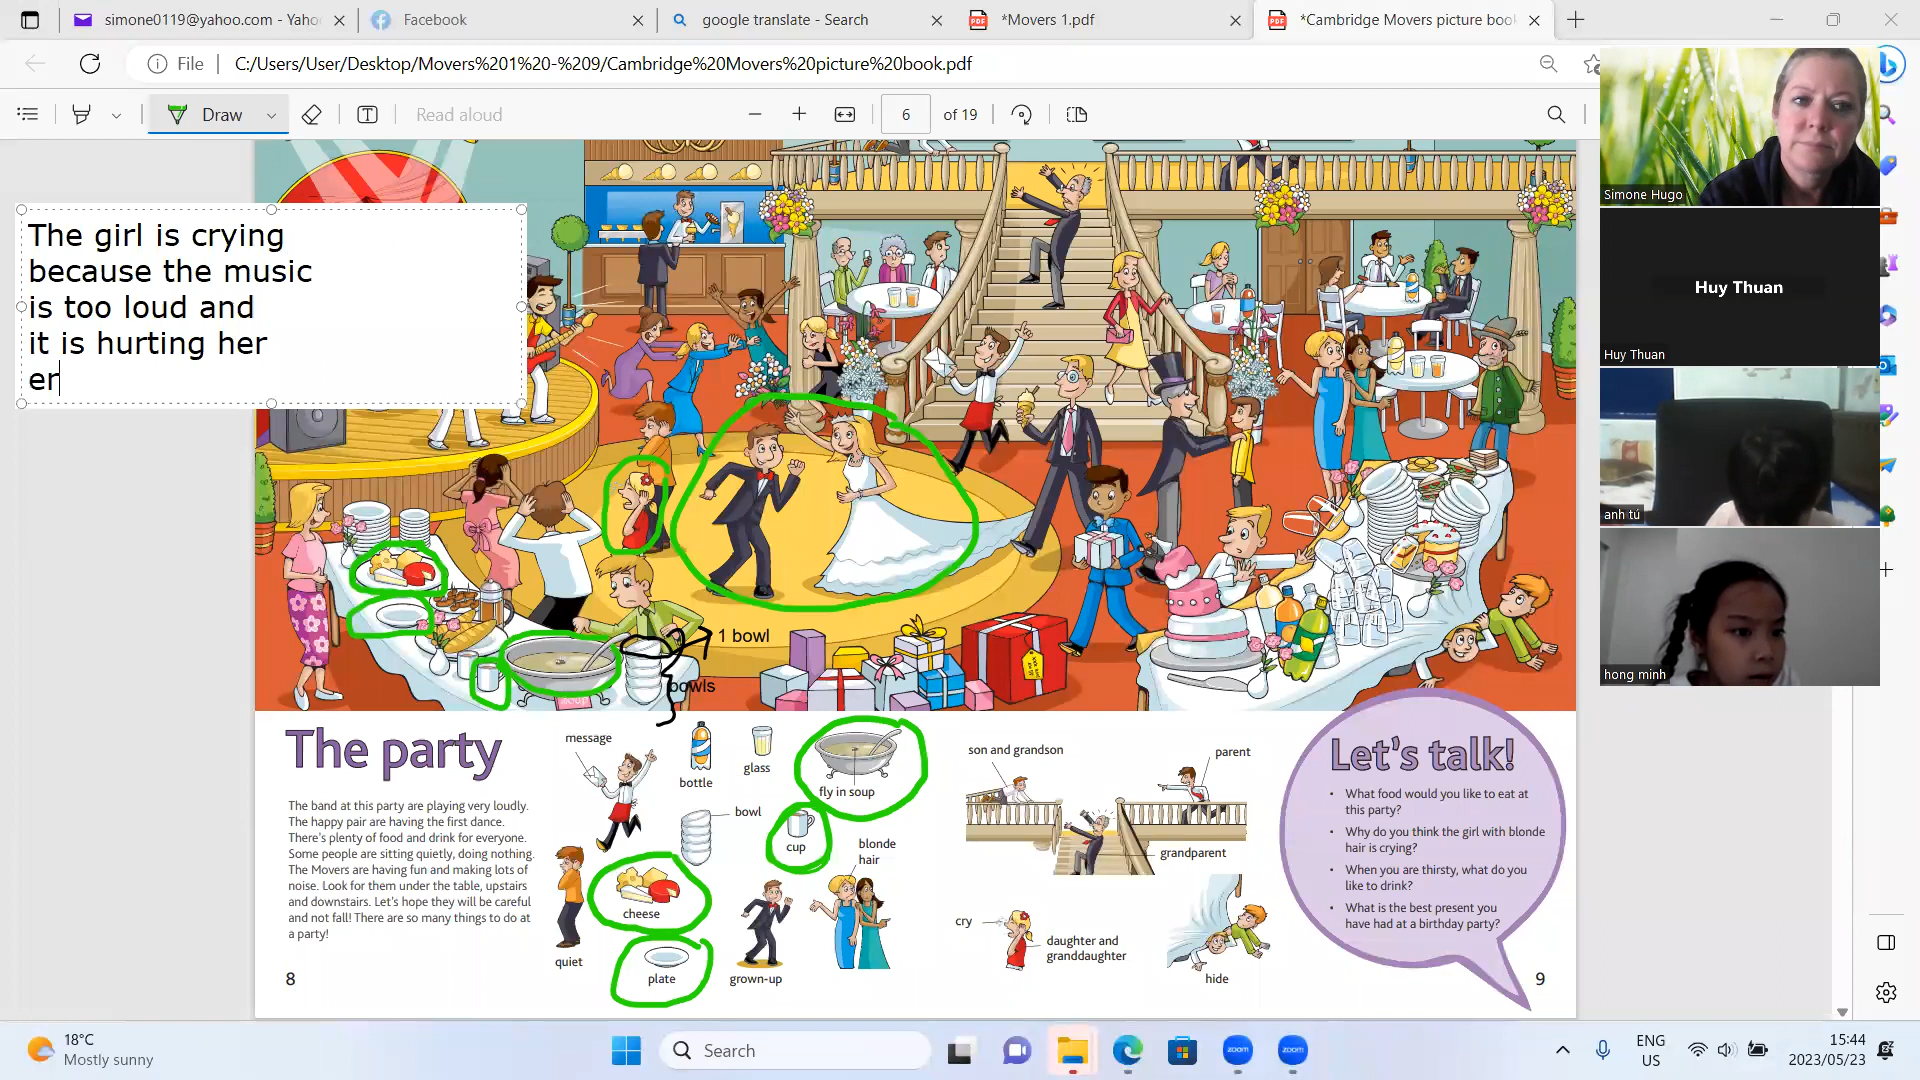 simone0119@yahoo.com - Yaho
Facebook
google translate - Search
*Movers 1.pdf
*Cambridge Movers picture boo
File
C:/Users/User/Desktop/Movers%201%20-%209/Cambridge%20Movers%20picture%20book.pdf
Draw
Read aloud
6
of 19
The girl is crying
because the music
is too loud and
it is hurting her
er
1 bowl
bowls
The party
The band at this party are playing very loudly.
The happy pair are having the first dance.
There's plenty of food and drink for everyone.
Some people are sitting quietly, doing nothing.
The Movers are having fun and making lots of
noise. Look for them under the table, upstairs
and downstairs. Let's hope they will be careful
and not fall! There are so many things to do at
a party!
8
message
bottle
glass
fly in soup
bowl
cup
blonde
hair
cheese
quiet
plate
grown-up
son and grandson
parent
grandparent
cry
daughter and
granddaughter
hide
Let's talk!
• What food would you like to eat at
this party?
• Why do you think the girl with blonde
hair is crying?
• When you are thirsty, what do you
like to drink?
• What is the best present you
have had at a birthday party?
9
Simone Hugo
Huy Thuan
Huy Thuan
anh tú
hong minh
18°C
Mostly sunny
Search
zoom
zoom
ENG
US
15:44
2023/05/23